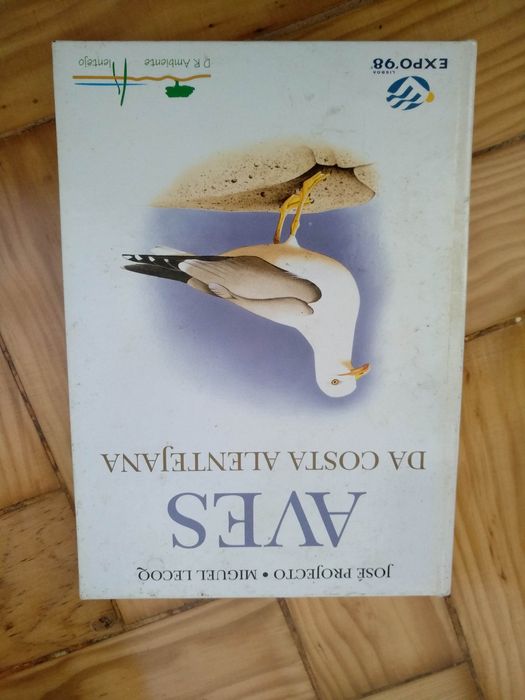 JOSÉ PROJECTO • MIGUEL LECOQ
AVES
DA COSTA ALENTEJANA
LISBOA
EXPO'98
D R Ambiente
Alentejo